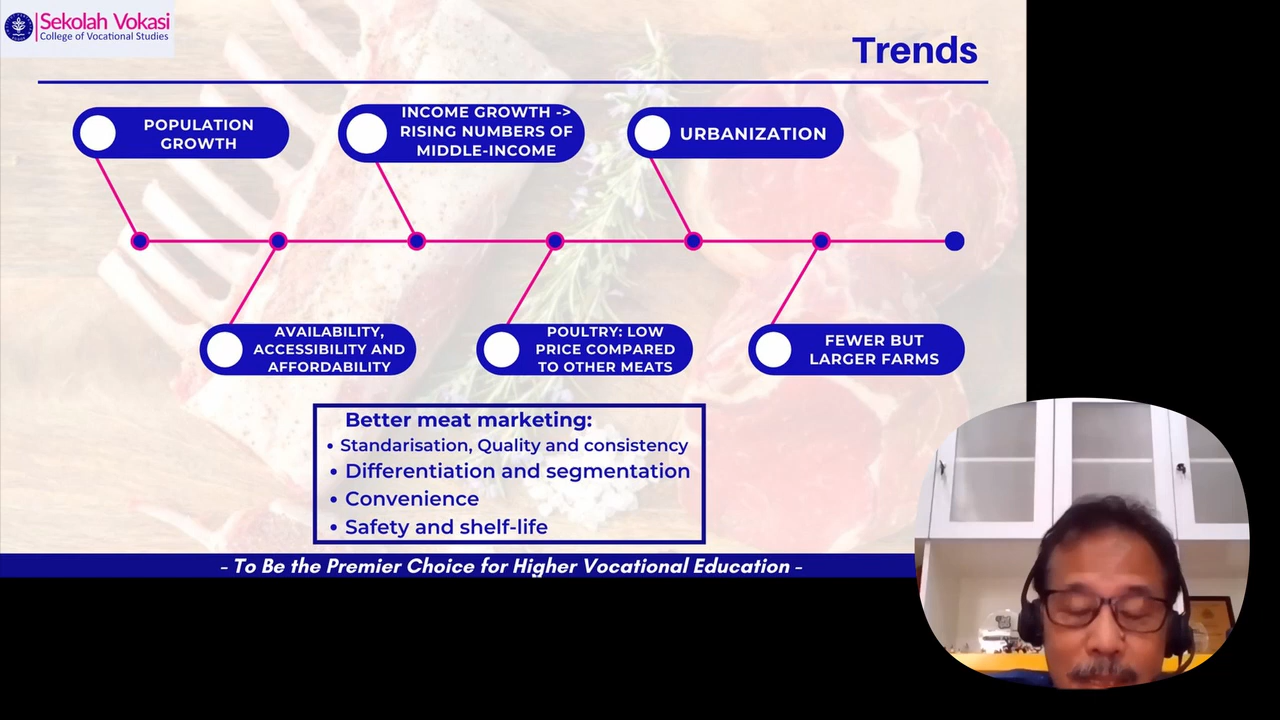 Sekolah Vokasi
College of Vocational Studies
Trends
POPULATION
GROWTH
INCOME GROWTH ->
RISING NUMBERS OF
MIDDLE-INCOME
URBANIZATION
AVAILABILITY,
ACCESSIBILITY AND
AFFORDABILITY
POULTRY: LOW
PRICE COMPARED
TO OTHER MEATS
FEWER BUT
LARGER FARMS
Better meat marketing:
• Standarisation, Quality and consistency
• Differentiation and segmentation
• Convenience
• Safety and shelf-life
- To Be the Premier Choice for Higher Vocational Education -